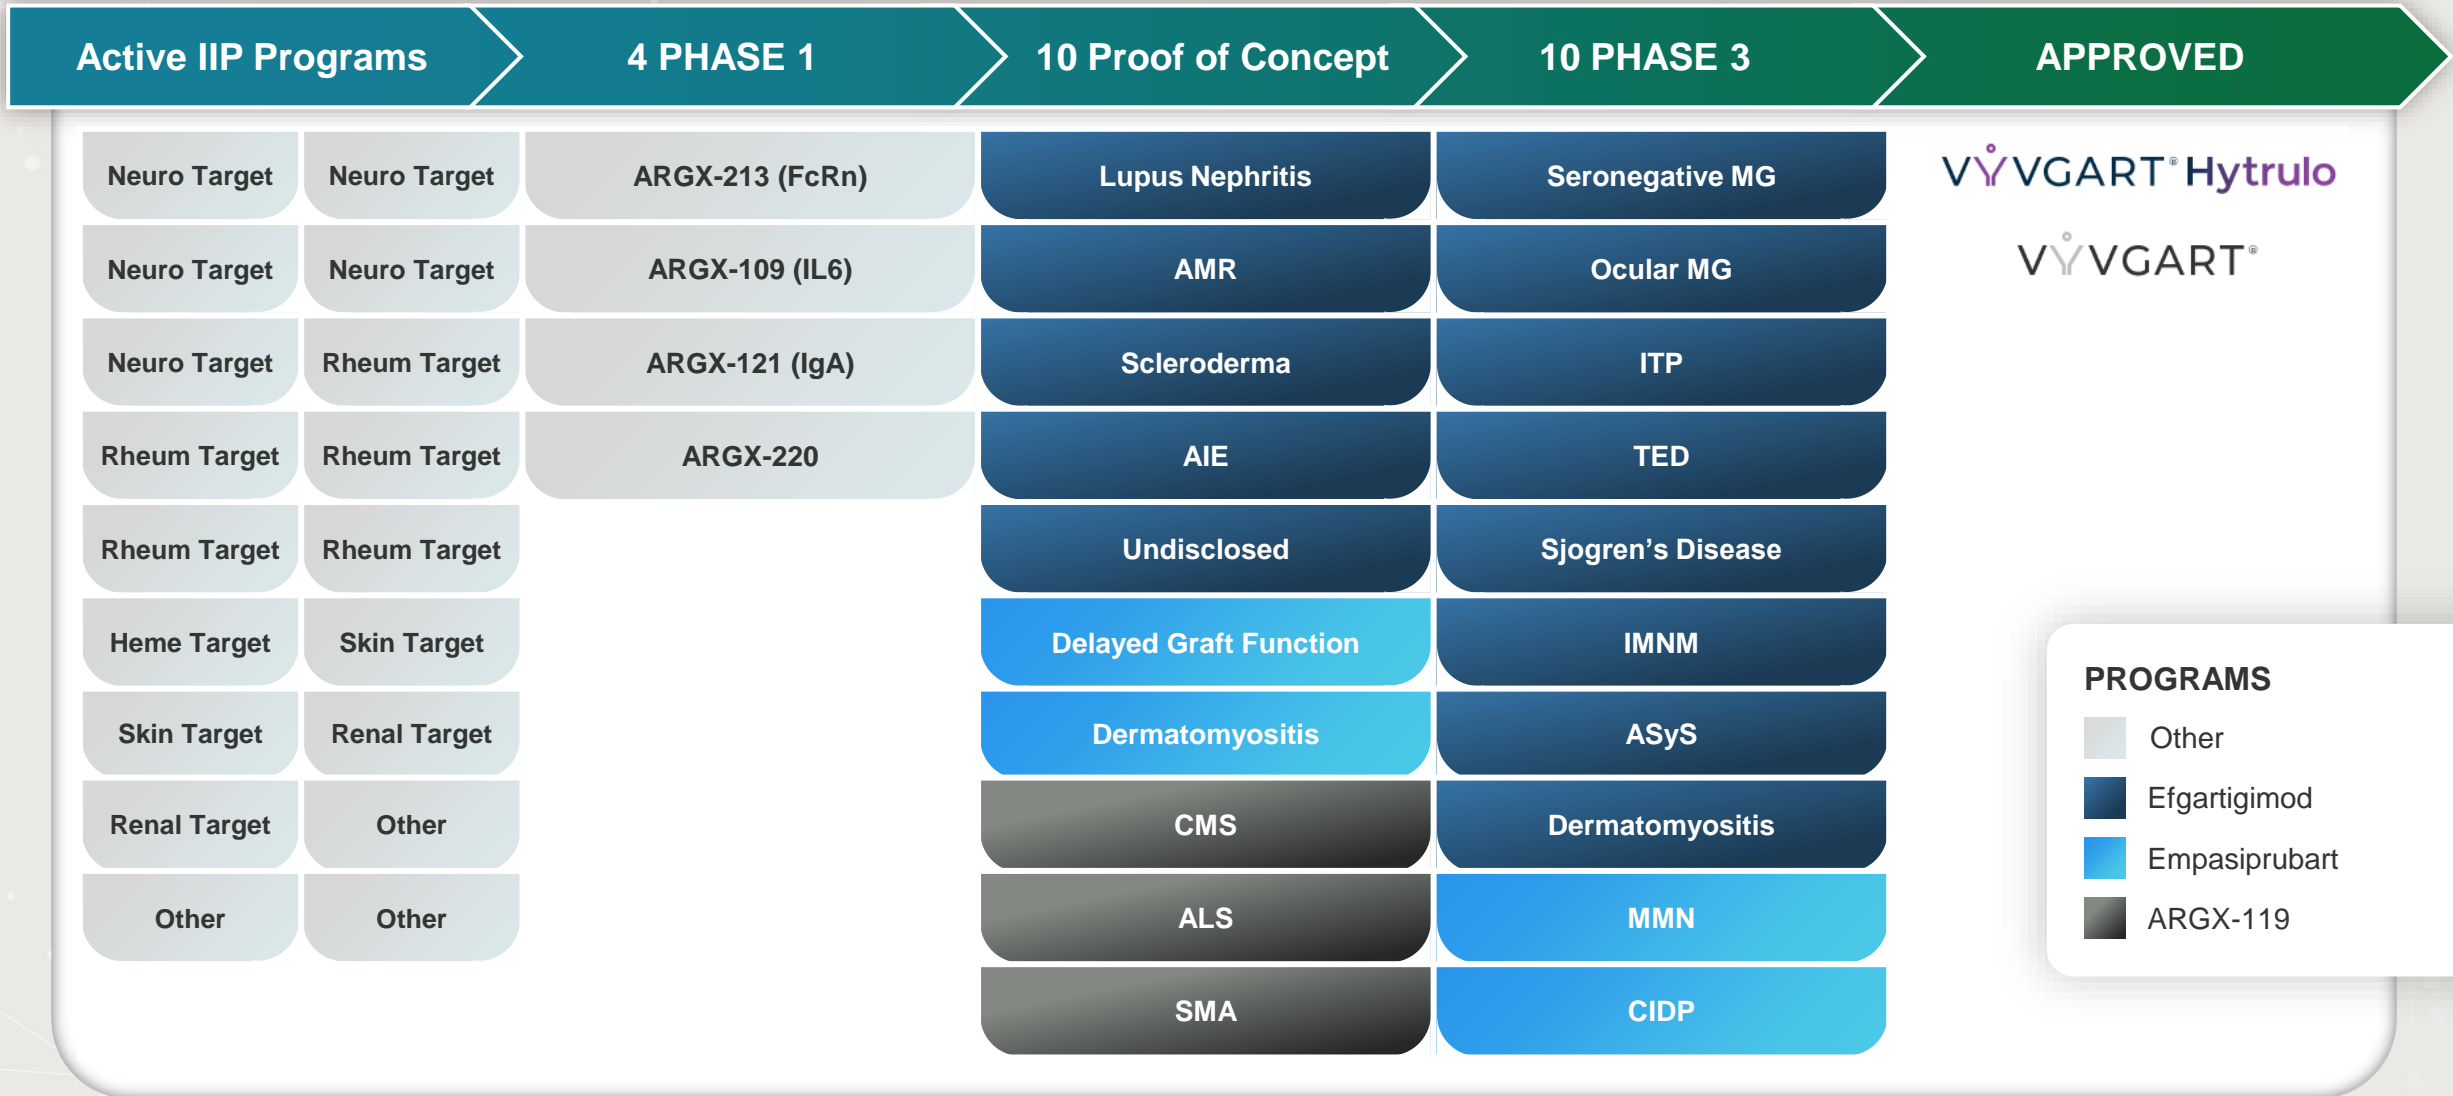 Active IIP Programs
4 PHASE 1
10 Proof of Concept
10 PHASE 3
APPROVED
Neuro Target
Neuro Target
ARGX-213 (FcRn)
Lupus Nephritis
Seronegative MG
VYVGART® Hytrulo
Neuro Target
Neuro Target
ARGX-109 (IL6)
AMR
Ocular MG
VYVGART®
Neuro Target
Rheum Target
ARGX-121 (IgA)
Scleroderma
ITP
Rheum Target
Rheum Target
ARGX-220
AIE
TED
Rheum Target
Rheum Target
Undisclosed
Sjogren’s Disease
Heme Target
Skin Target
Delayed Graft Function
IMNM
Skin Target
Renal Target
Dermatomyositis
ASyS
Renal Target
Other
CMS
Dermatomyositis
Other
Other
ALS
MMN
SMA
CIDP
PROGRAMS
Other
Efgartigimod
Empasiprubart
ARGX-119